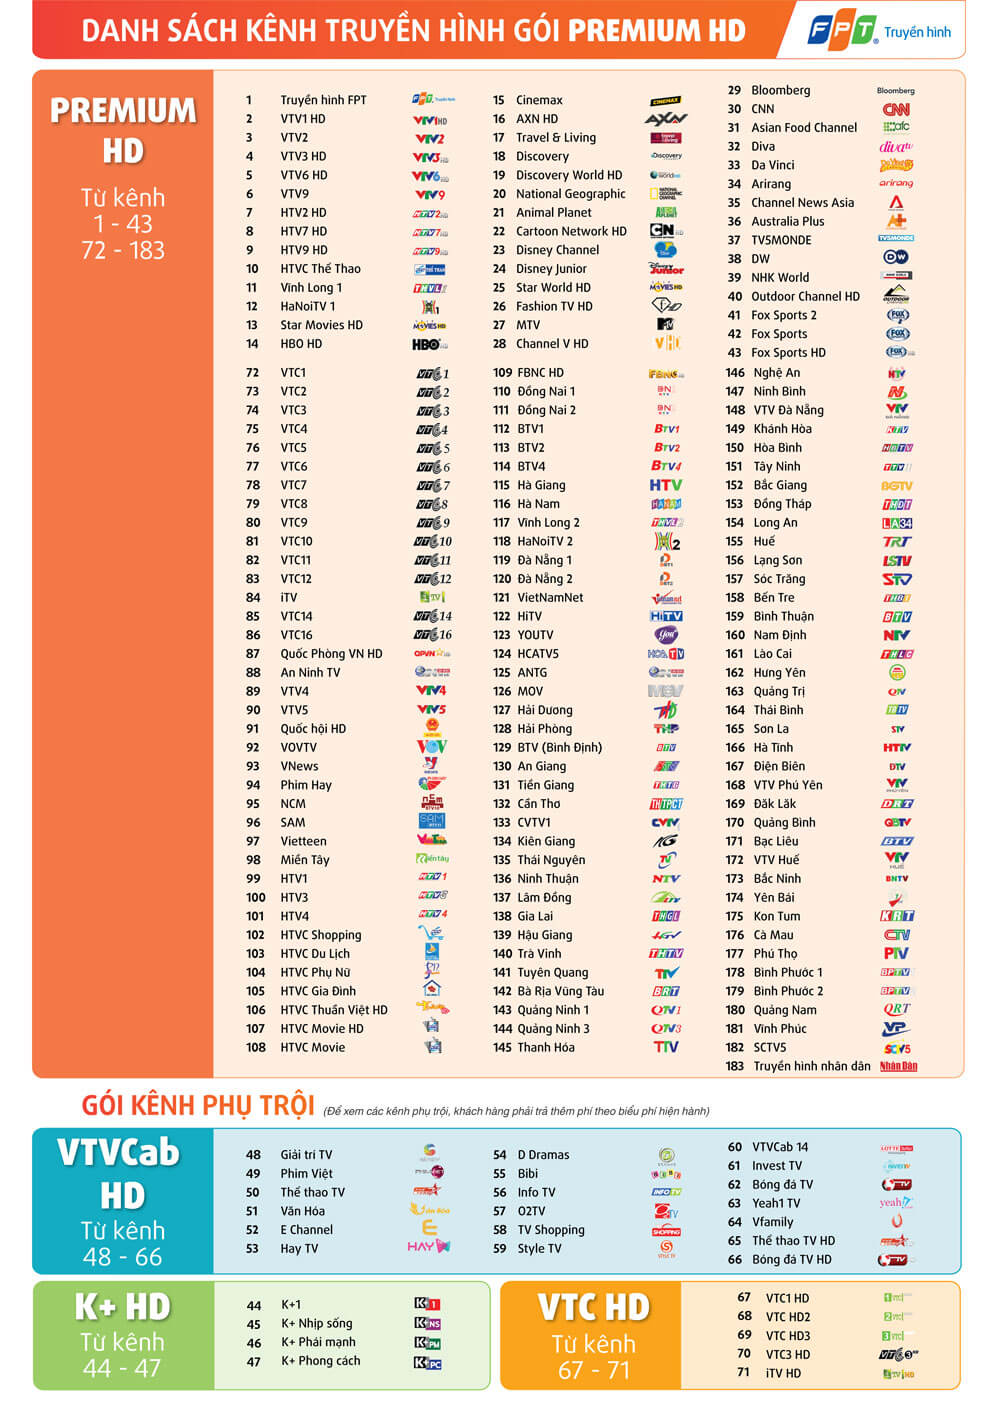 DANH SÁCH KÊNH TRUYỀN HÌNH GÓI PREMIUM HD
FPT Truyền hình
PREMIUM
HD
Từ kênh
1 - 43
72 - 183
1 Truyền hình FPT
2 VTV1 HD
3 VTV2
4 VTV3 HD
5 VTV6 HD
6 VTV9
7 HTV2 HD
8 HTV7 HD
9 HTV9 HD
10 HTVC Thể Thao
11 Vĩnh Long 1
12 HaNoiTV 1
13 Star Movies HD
14 HBO HD
15 Cinemax
16 AXN HD
17 Travel & Living
18 Discovery
19 Discovery World HD
20 National Geographic
21 Animal Planet
22 Cartoon Network HD
23 Disney Channel
24 Disney Junior
25 Star World HD
26 Fashion TV HD
27 MTV
28 Channel V HD
29 Bloomberg
30 CNN
31 Asian Food Channel
32 Diva
33 Da Vinci
34 Arirang
35 Channel News Asia
36 Australia Plus
37 TV5MONDE
38 DW
39 NHK World
40 Outdoor Channel HD
41 Fox Sports 2
42 Fox Sports
43 Fox Sports HD
72 VTC1
73 VTC2
74 VTC3
75 VTC4
76 VTC5
77 VTC6
78 VTC7
79 VTC8
80 VTC9
81 VTC10
82 VTC11
83 VTC12
84 iTV
85 VTC14
86 VTC16
87 Quốc Phòng VN HD
88 An Ninh TV
89 VTV4
90 VTV5
91 Quốc hội HD
92 VOVTV
93 VNews
94 Phim Hay
95 NCM
96 SAM
97 Vietteen
98 Miền Tây
99 HTV1
100 HTV3
101 HTV4
102 HTVC Shopping
103 HTVC Du Lịch
104 HTVC Phụ Nữ
105 HTVC Gia Đình
106 HTVC Thuần Việt HD
107 HTVC Movie HD
108 HTVC Movie
109 FBNC HD
110 Đồng Nai 1
111 Đồng Nai 2
112 BTV1
113 BTV2
114 BTV4
115 Hà Giang
116 Hà Nam
117 Vĩnh Long 2
118 HaNoiTV 2
119 Đà Nẵng 1
120 Đà Nẵng 2
121 VietNamNet
122 HiTV
123 YOUTV
124 HCATV5
125 ANTG
126 MOV
127 Hải Dương
128 Hải Phòng
129 BTV (Bình Định)
130 An Giang
131 Tiền Giang
132 Cần Thơ
133 CVTV1
134 Kiên Giang
135 Thái Nguyên
136 Ninh Thuận
137 Lâm Đồng
138 Gia Lai
139 Hậu Giang
140 Trà Vinh
141 Tuyên Quang
142 Bà Rịa Vũng Tàu
143 Quảng Ninh 1
144 Quảng Ninh 3
145 Thanh Hóa
146 Nghệ An
147 Ninh Bình
148 VTV Đà Nẵng
149 Khánh Hòa
150 Hòa Bình
151 Tây Ninh
152 Bắc Giang
153 Đồng Tháp
154 Long An
155 Huế
156 Lạng Sơn
157 Sóc Trăng
158 Bến Tre
159 Bình Thuận
160 Nam Định
161 Lào Cai
162 Hưng Yên
163 Quảng Trị
164 Thái Bình
165 Son La
166 Hà Tĩnh
167 Điện Biên
168 VTV Phú Yên
169 Đăk Lăk
170 Quảng Bình
171 Bạc Liêu
172 VTV Huế
173 Bắc Ninh
174 Yên Bái
175 Kon Tum
176 Cà Mau
177 Phú Thọ
178 Bình Phước 1
179 Bình Phước 2
180 Quảng Nam
181 Vĩnh Phúc
182 SCTV5
183 Truyền hình nhân dân
GÓI KÊNH PHỤ TRỘI (Để xem các kênh phụ trội, khách hàng phải trả thêm phí theo biểu phí hiện hành)
VTVCab
HD
Từ kênh
48 - 66
48 Giải trí TV
49 Phim Việt
50 Thể thao TV
51 Văn Hóa
52 E Channel
53 Hay TV
54 D Dramas
55 Bibi
56 Info TV
57 O2TV
58 TV Shopping
59 Style TV
60 VTVCab 14
61 Invest TV
62 Bóng đá TV
63 Yeah1 TV
64 Vfamily
65 Thể thao TV HD
66 Bóng đá TV HD
K+ HD
Từ kênh
44 - 47
44 K+1
45 K+ Nhịp sống
46 K+ Phái mạnh
47 K+ Phong cách
VTC HD
Từ kênh
67 - 71
67 VTC1 HD
68 VTC HD2
69 VTC HD3
70 VTC3 HD
71 iTV HD